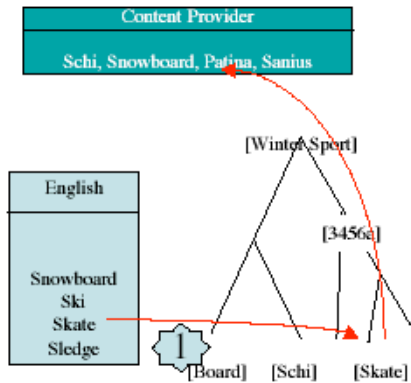 Content Provider
Schi, Snowboard, Patina, Sanius
[Winter Sport]
English
[3456a]
Snowboard
Ski
Skate
Sledge
1
[Board] [Schi] [Skate]